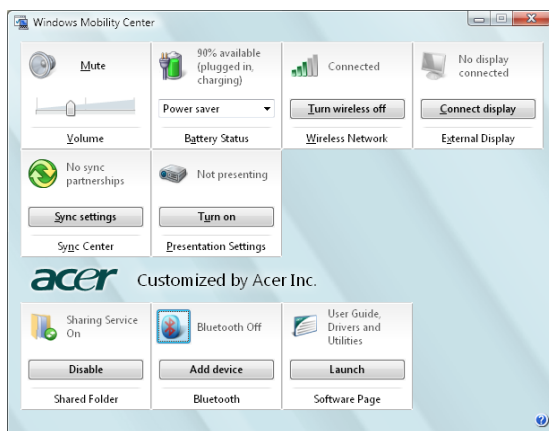 Windows Mobility Center
Mute
Volume
90% available
(plugged in,
charging)
Power saver
Battery Status
Connected
Turn wireless off
Wireless Network
No display
connected
Connect display
External Display
No sync
partnerships
Sync settings
Sync Center
Not presenting
Turn on
Presentation Settings
acer Customized by Acer Inc.
Sharing Service
On
Disable
Shared Folder
Bluetooth Off
Add device
Bluetooth
User Guide,
Drivers and
Utilities
Launch
Software Page